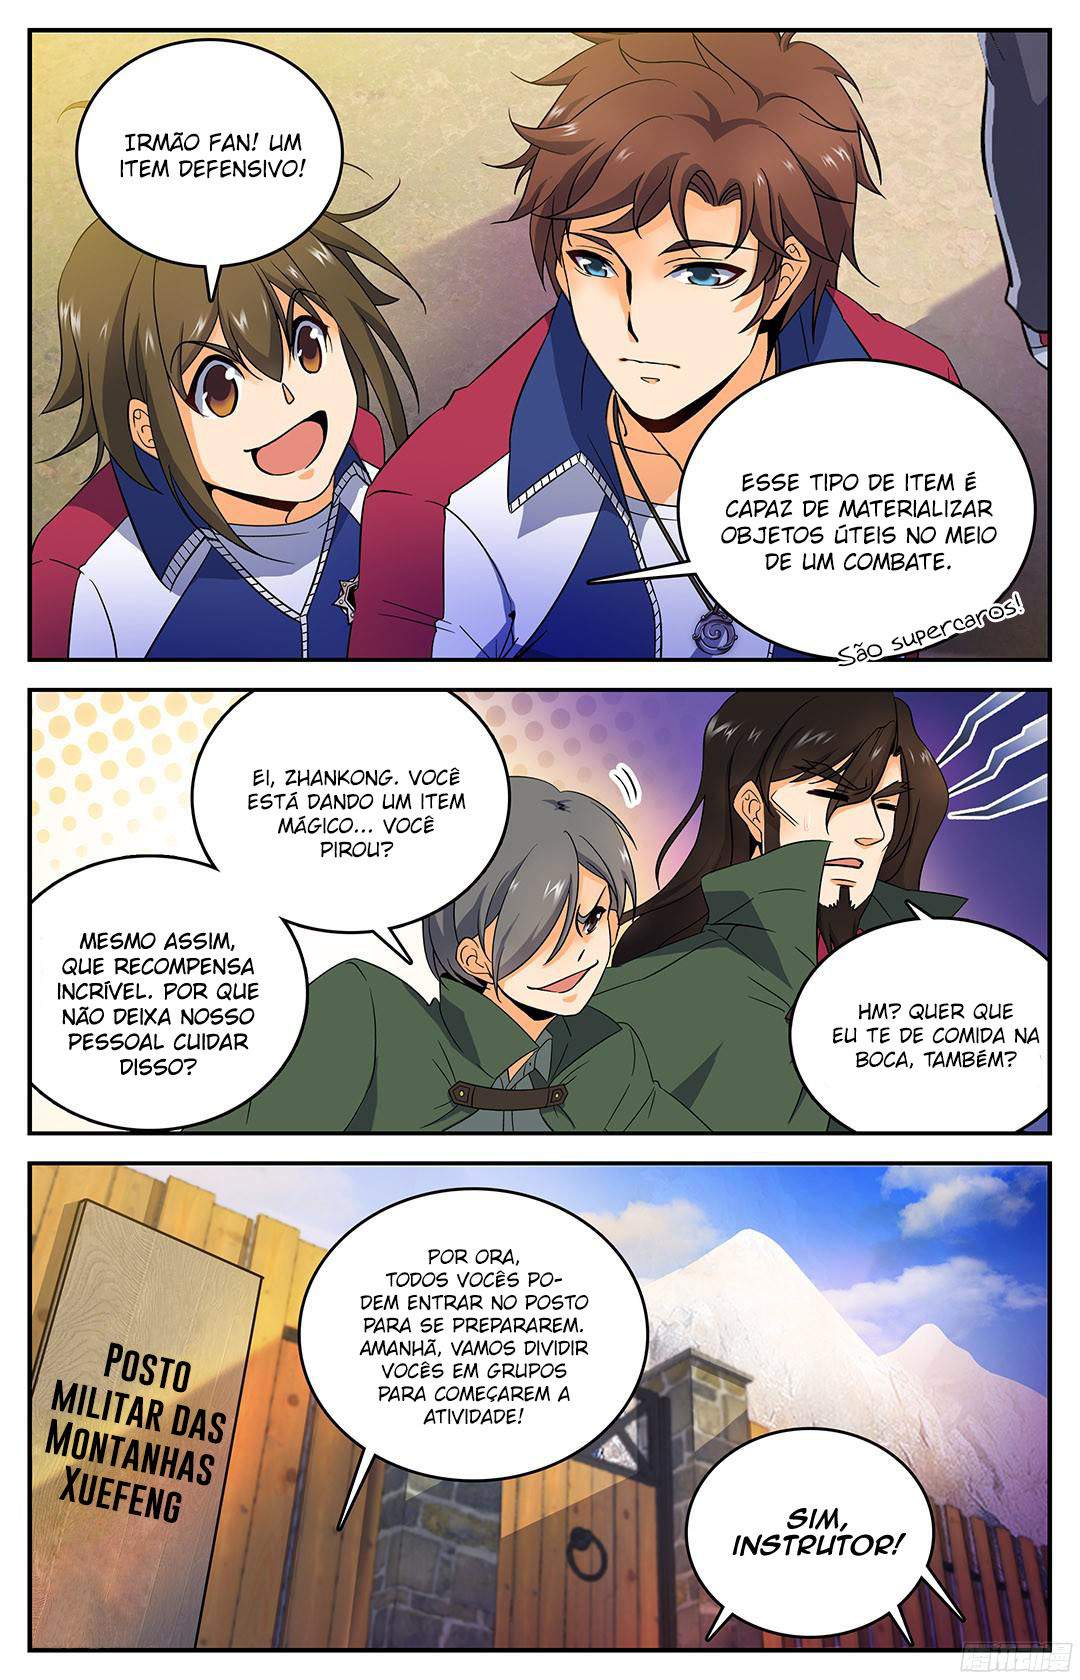 IRMÃO FAN! UM
ITEM DEFENSIVO!
ESSE TIPO DE ITEM É
CAPAZ DE MATERIALIZAR
OBJETOS ÚTEIS NO MEIO
DE UM COMBATE.
São supercaros!
EI, ZHANKONG. VOCÊ
ESTÁ DANDO UM ITEM
MÁGICO... VOCÊ
PIROU?
MESMO ASSIM,
QUE RECOMPENSA
INCRÍVEL. POR QUE
NÃO DEIXA NOSSO
PESSOAL CUIDAR
DISSO?
HM? QUER QUE
EU TE DE COMIDA NA
BOCA, TAMBÉM?
POR ORA,
TODOS VOCÊS PO-
DEM ENTRAR NO POSTO
PARA SE PREPARAREM.
AMANHÃ, VAMOS DIVIDIR
VOCÊS EM GRUPOS
PARA COMEÇAREM A
ATIVIDADE!
POSTO
MILITAR DAS
MONTANHAS
XUEFENG
SIM,
INSTRUTOR!